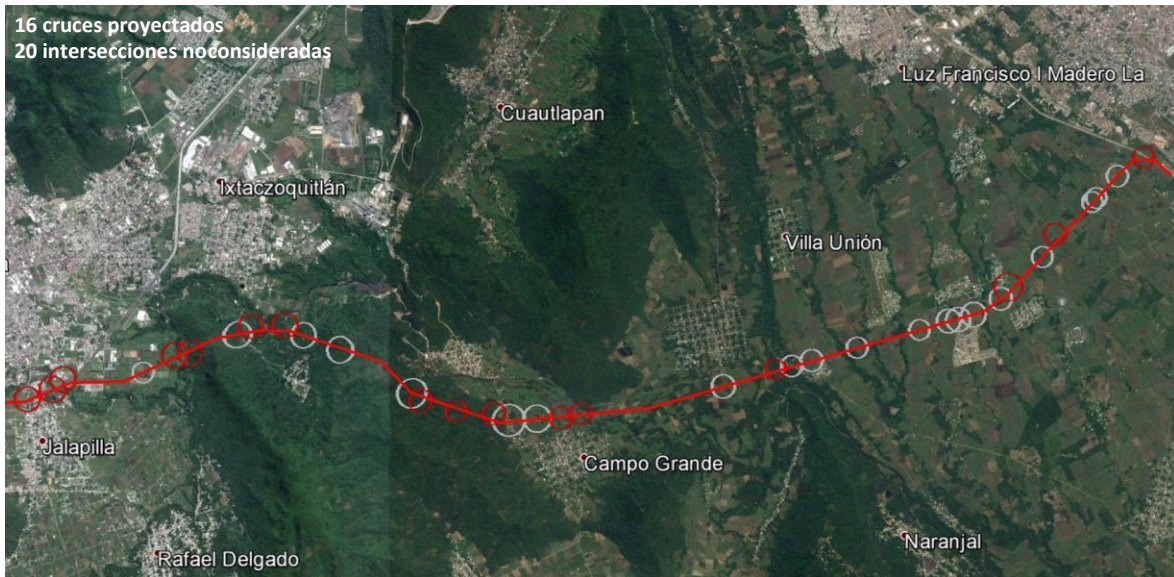 16 cruces proyectados
20 intersecciones noconsideradas
Luz Francisco I Madero La
Cuautlapan
Ixtaczoquitlán
Villa Unión
Jalapilla
Campo Grande
Naranjal
Rafael Delgado